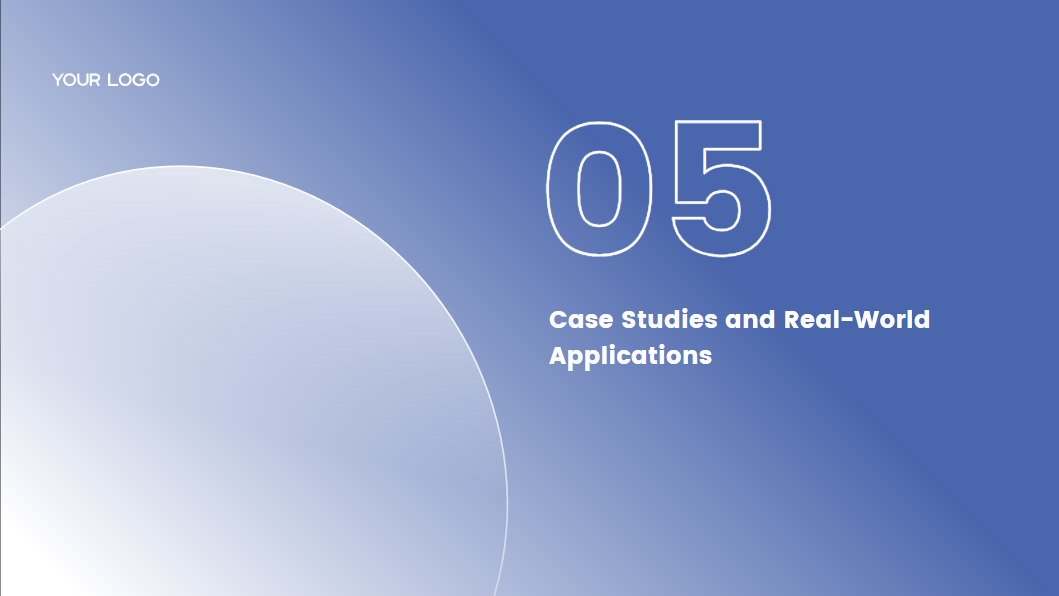 YOUR LOGO
05
Case Studies and Real-World
Applications